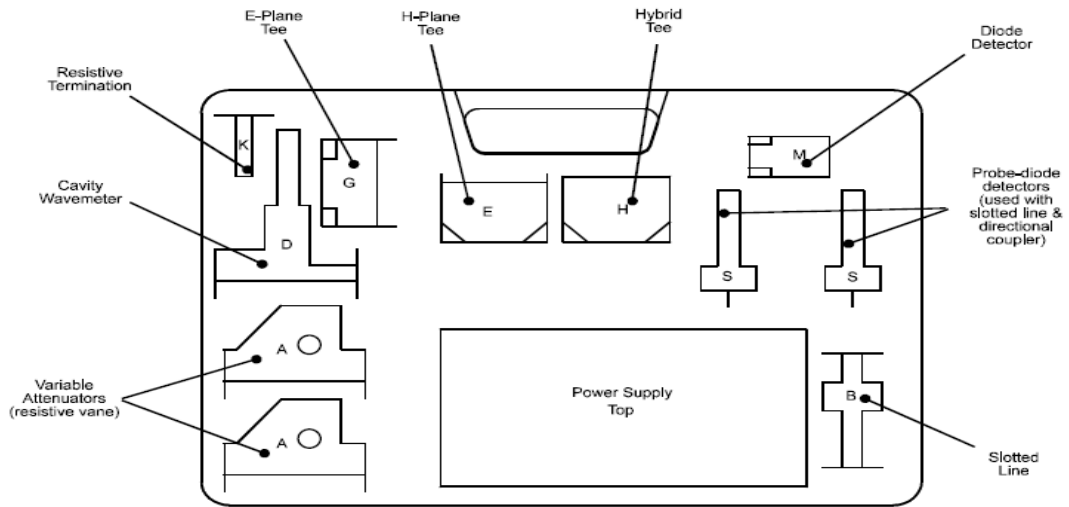 E-Plane
Tee
H-Plane
Tee
Hybrid
Tee
Diode
Detector
Resistive
Termination
K
M
Cavity
Wavemeter
G
E
H
Probe-diode
detectors
(used with
slotted line &
directional
coupler)
D
S
S
A
Variable
Attenuators
(resistive vane)
Power Supply
Top
B
A
Slotted
Line